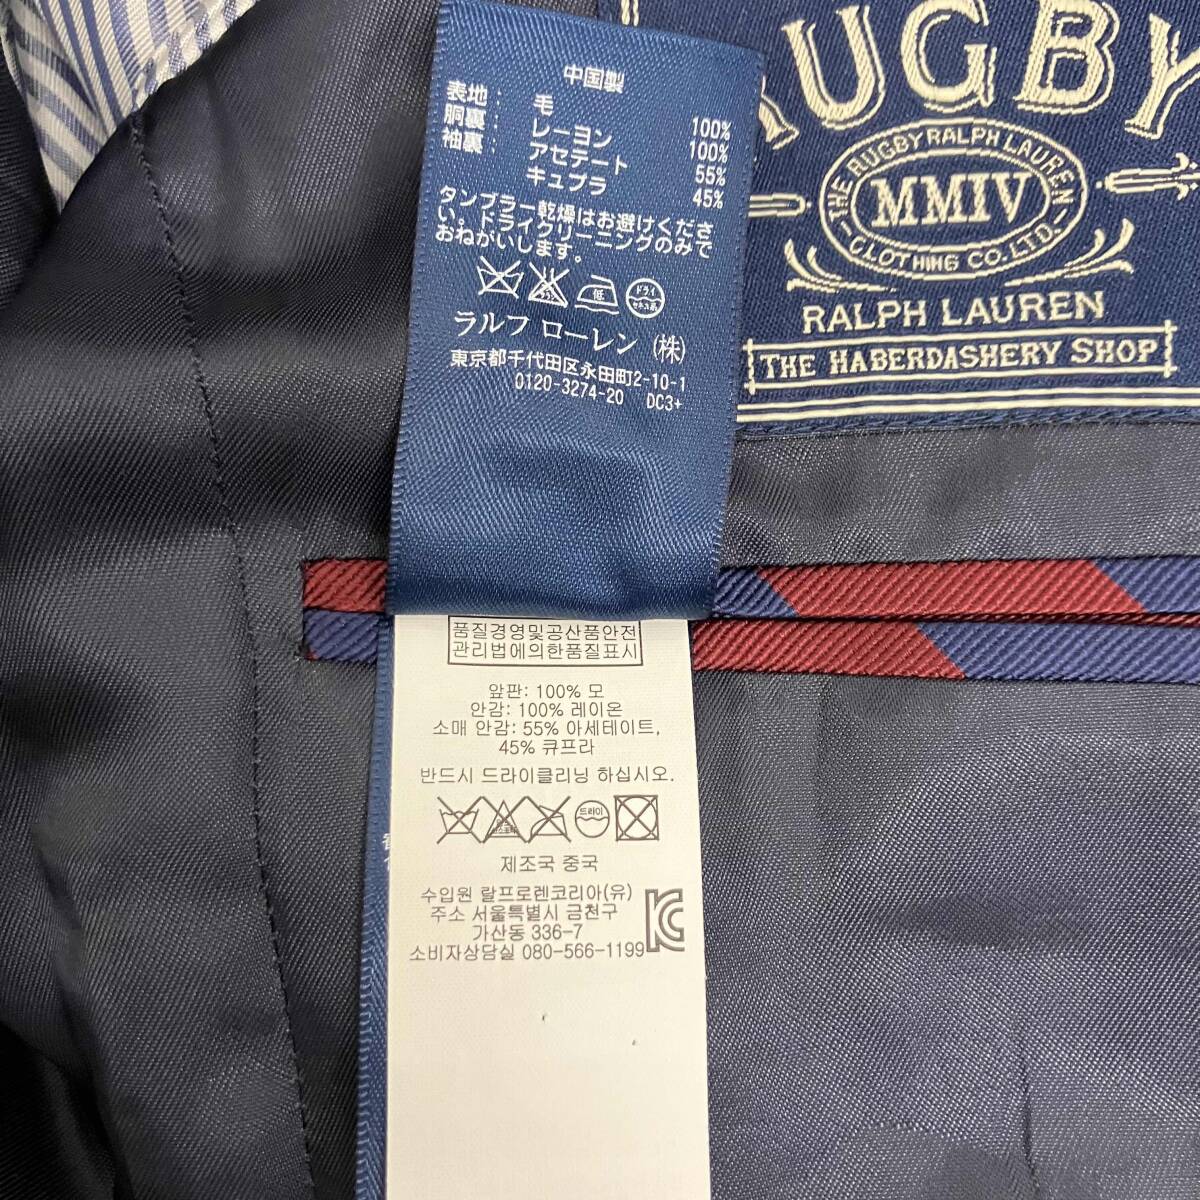 中国製
表地: 毛 100%
胴裏: レーヨン 100%
袖裏: アセテート 55%
キュプラ 45%
タンブラー乾燥はお避けくださ
い。ドライクリーニングのみで
おねがいします。
低
ドライ
セキユ系
ラルフ ローレン (株)
東京都千代田区永田町2-10-1
0120-3274-20 DC3+
RUGBY
THE RUGBY RALPH LAUREN
MMIV
CLOTHING CO. LTD.
RALPH LAUREN
THE HABERDASHERY SHOP
품질경영및공산품안전
관리법에의한품질표시
앞판: 100% 모
안감: 100% 레이온
소매 안감: 55% 아세테이트,
45% 큐프라
반드시 드라이클리닝 하십시오.
드라이
제조국 중국
수입원 랄프로렌코리아(유)
주소 서울특별시 금천구
가산동 336-7
소비자상담실 080-566-1199